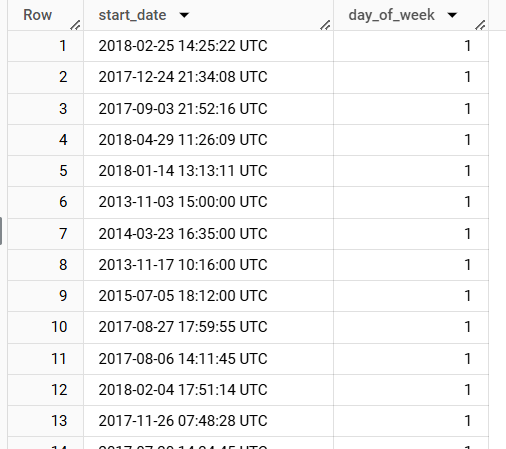 Row start_date day_of_week
1 2018-02-25 14:25:22 UTC 1
2 2017-12-24 21:34:08 UTC 1
3 2017-09-03 21:52:16 UTC 1
4 2018-04-29 11:26:09 UTC 1
5 2018-01-14 13:13:11 UTC 1
6 2013-11-03 15:00:00 UTC 1
7 2014-03-23 16:35:00 UTC 1
8 2013-11-17 10:16:00 UTC 1
9 2015-07-05 18:12:00 UTC 1
10 2017-08-27 17:59:55 UTC 1
11 2017-08-06 14:11:45 UTC 1
12 2018-02-04 17:51:14 UTC 1
13 2017-11-26 07:48:28 UTC 1